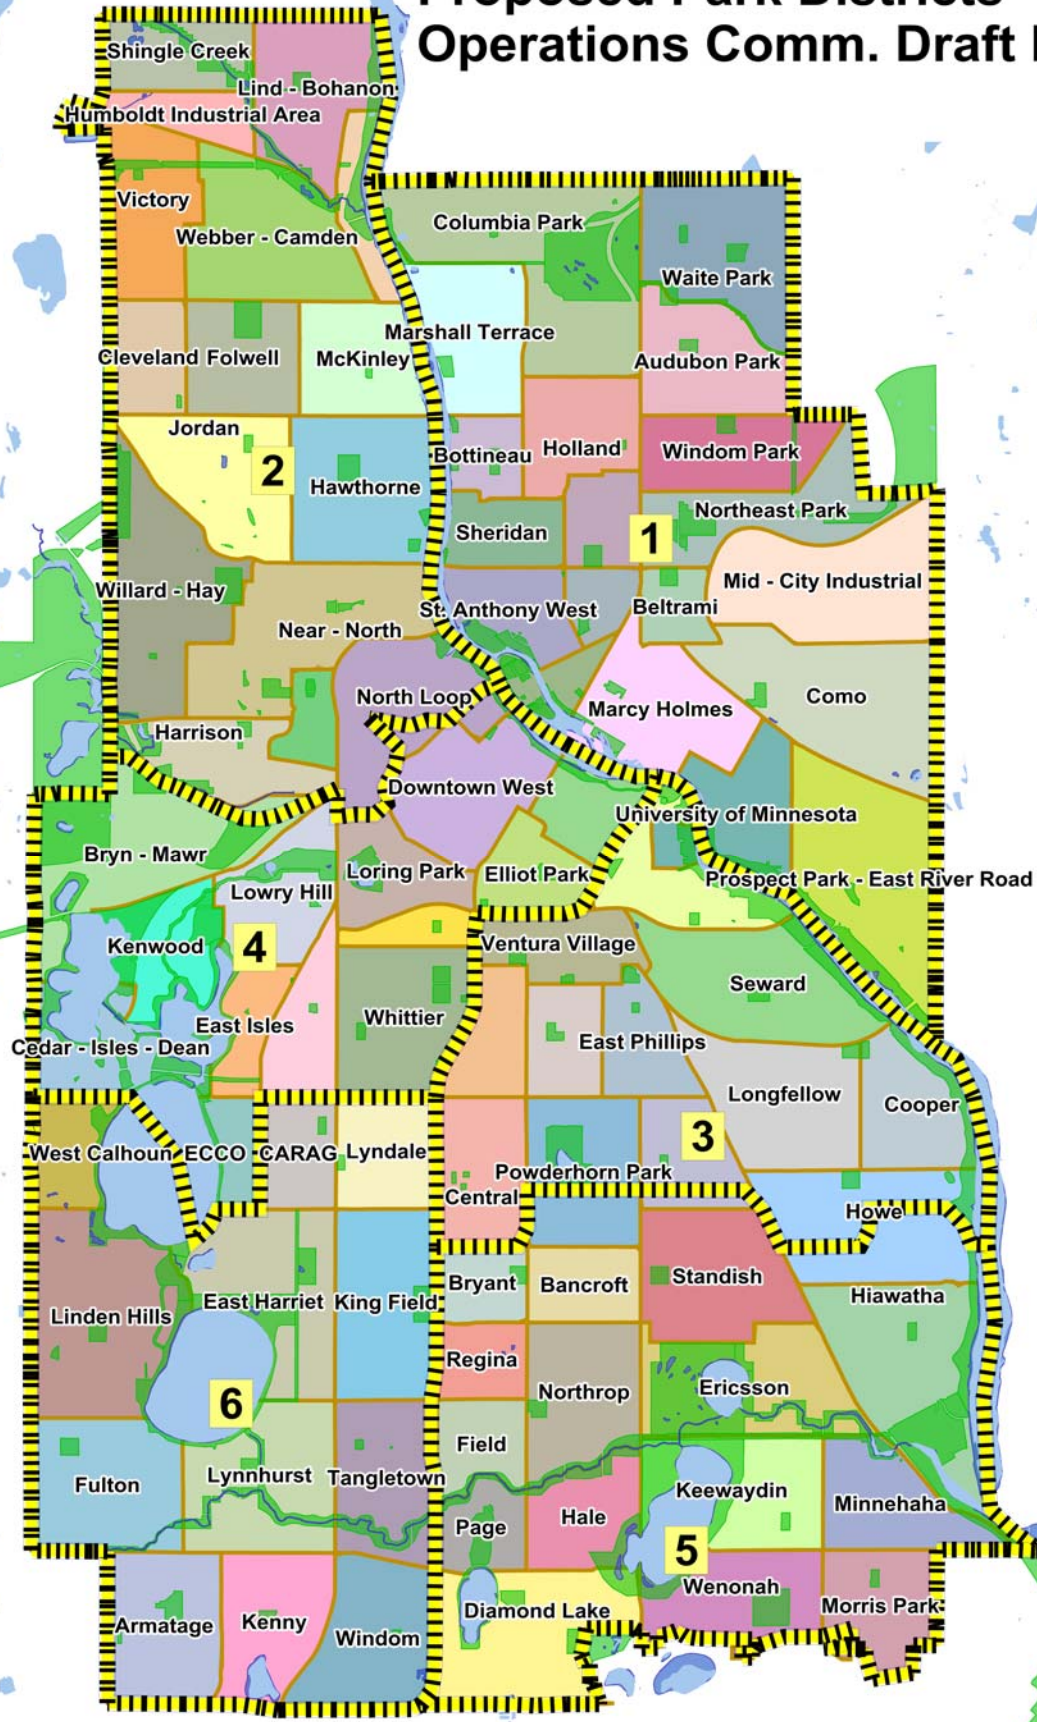 Proposed Park Districts
Operations Comm. Draft
Shingle Creek
Lind - Bohanon
Humboldt Industrial Area
Victory
Webber - Camden
Columbia Park
Waite Park
Marshall Terrace
Cleveland
Folwell
McKinley
Audubon Park
Jordan
2
Hawthorne
Bottineau
Holland
Windom Park
Northeast Park
Sheridan
1
Mid - City Industrial
Willard - Hay
St. Anthony West
Beltrami
Near - North
North Loop
Marcy Holmes
Como
Harrison
Downtown West
University of Minnesota
Bryn - Mawr
Loring Park
Elliot Park
Prospect Park - East River Road
Lowry Hill
Kenwood
4
Ventura Village
Seward
Whittier
East Isles
East Phillips
Cedar - Isles - Dean
Longfellow
Cooper
West Calhoun
ECCO
CARAG
Lyndale
3
Powderhorn Park
Central
Howe
Bryant
Bancroft
Standish
Hiawatha
East Harriet
King Field
Linden Hills
Regina
Northrop
Ericsson
6
Field
Fulton
Lynnhurst
Tangletown
Keewaydin
Minnehaha
Page
Hale
5
Wenonah
Morris Park
Armatage
Kenny
Windom
Diamond Lake